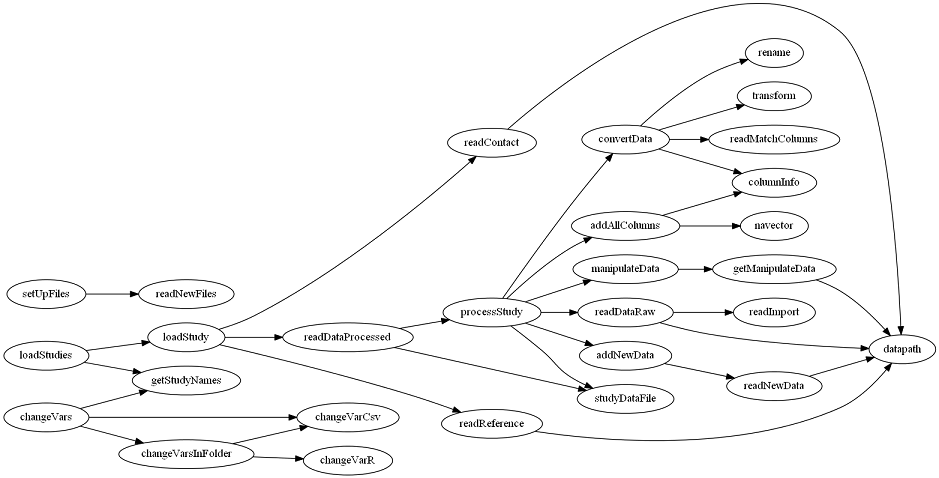 rename
transform
readContact
convertData
readMatchColumns
columnInfo
addAllColumns
navector
manipulateData
getManipulateData
setUpFiles
readNewFiles
processStudy
readDataRaw
readImport
loadStudy
readDataProcessed
datapath
loadStudies
addNewData
getStudyNames
readNewData
studyDataFile
changeVars
changeVarCsv
readReference
changeVarsInFolder
changeVarR